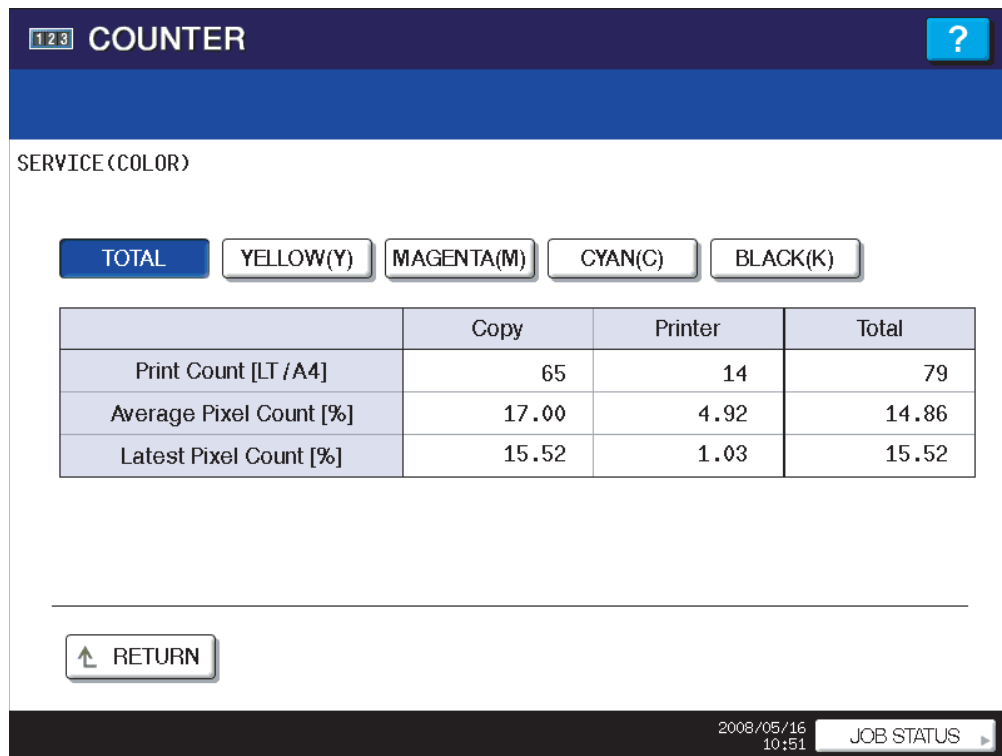 123 COUNTER ?
SERVICE(COLOR)
TOTAL YELLOW(Y) MAGENTA(M) CYAN(C) BLACK(K)
Copy Printer Total
Print Count [LT / A4] 65 14 79
Average Pixel Count [%] 17.00 4.92 14.86
Latest Pixel Count [%] 15.52 1.03 15.52
RETURN
2008/05/16
10:51 JOB STATUS